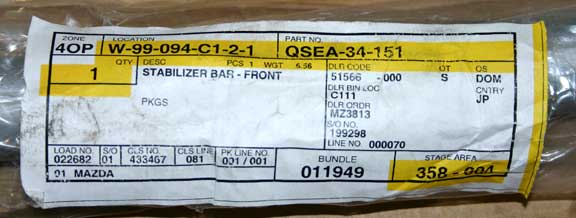 ZONE LOCATION PART NO.
4OP W-99-094-C1-2-1 QSEA-34-151
QTY DESC PCS 1 WGT 6.56 DLR CODE OT OS
1 STABILIZER BAR - FRONT 51566 -000 S DOM
DLR BIN LOC CNTRY
C111 JP
PKGS DLR ORDR
MZ3813
S/O NO.
199298
LINE NO. 000070
LOAD NO. S/O CLS NO. CLS LINE PK LINE NO. BUNDLE STAGE AREA
022682 01 433467 081 001 / 001 011949 358 -
01 MAZDA